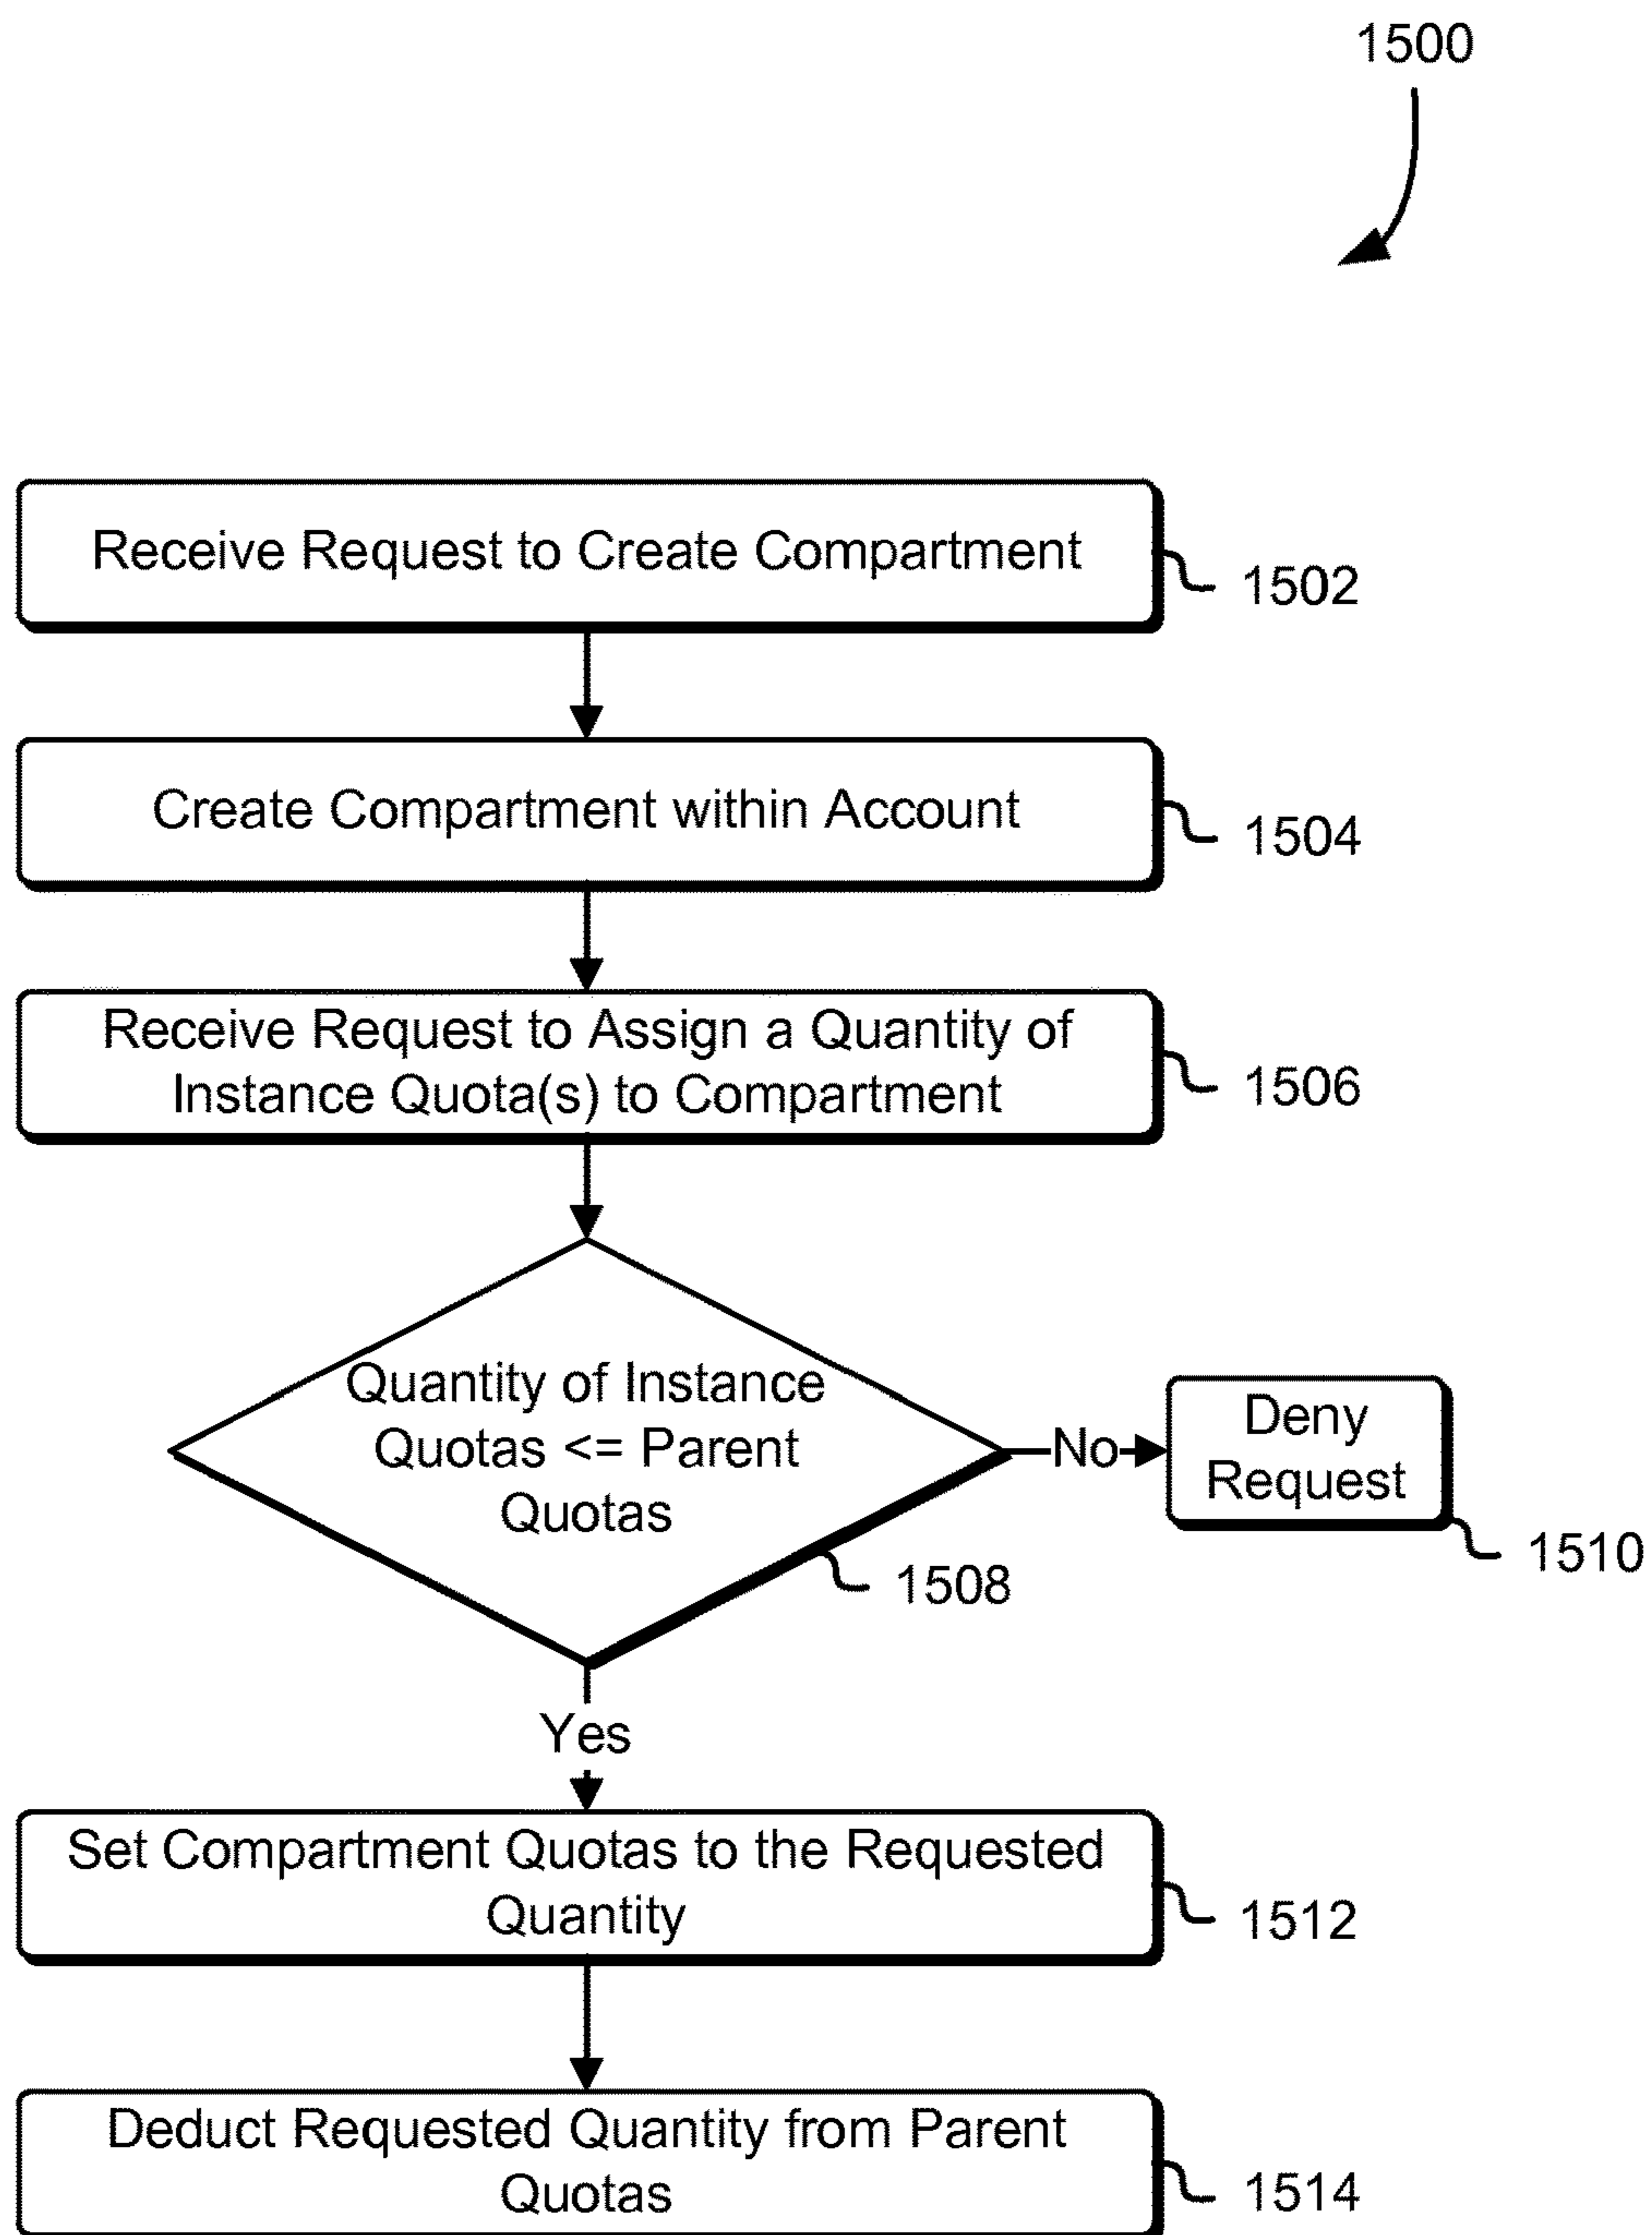 1500
Receive Request to Create Compartment
1502
Create Compartment within Account
1504
Receive Request to Assign a Quantity of
Instance Quota(s) to Compartment
1506
Quantity of Instance
Quotas <= Parent
Quotas
1508
No
Deny
Request
1510
Yes
Set Compartment Quotas to the Requested
Quantity
1512
Deduct Requested Quantity from Parent
Quotas
1514